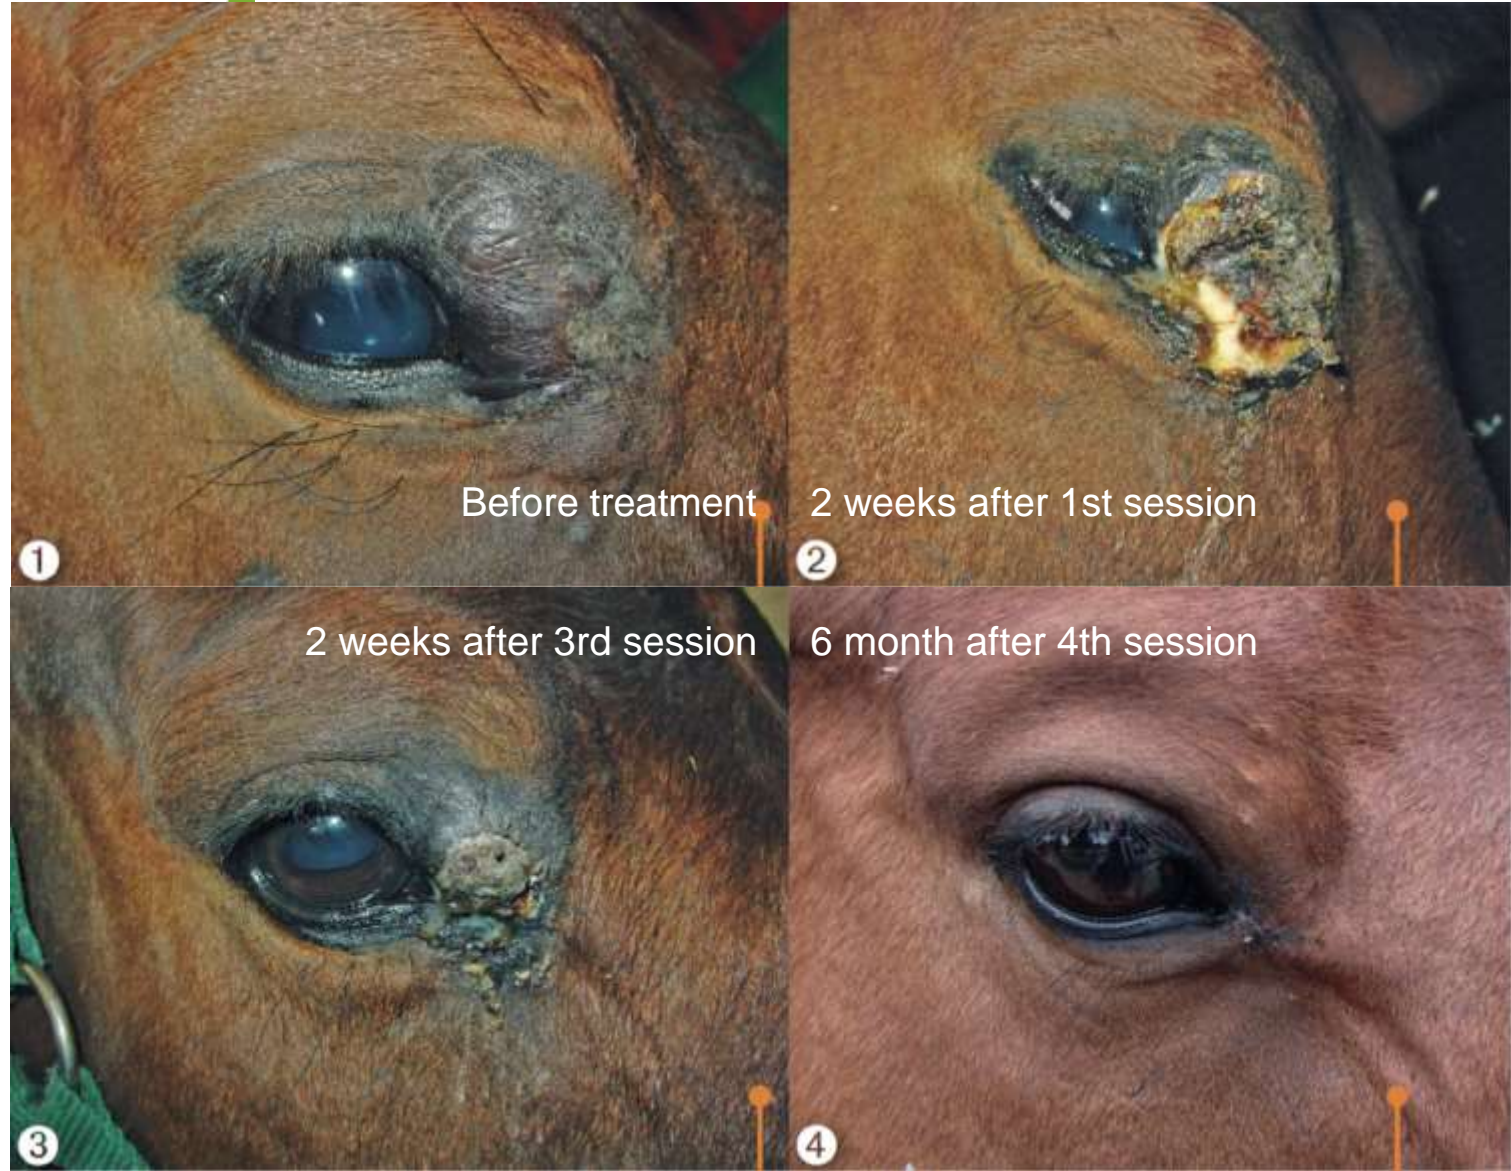 Before treatment
1
2 weeks after 1st session
2
2 weeks after 3rd session
3
6 month after 4th session
4